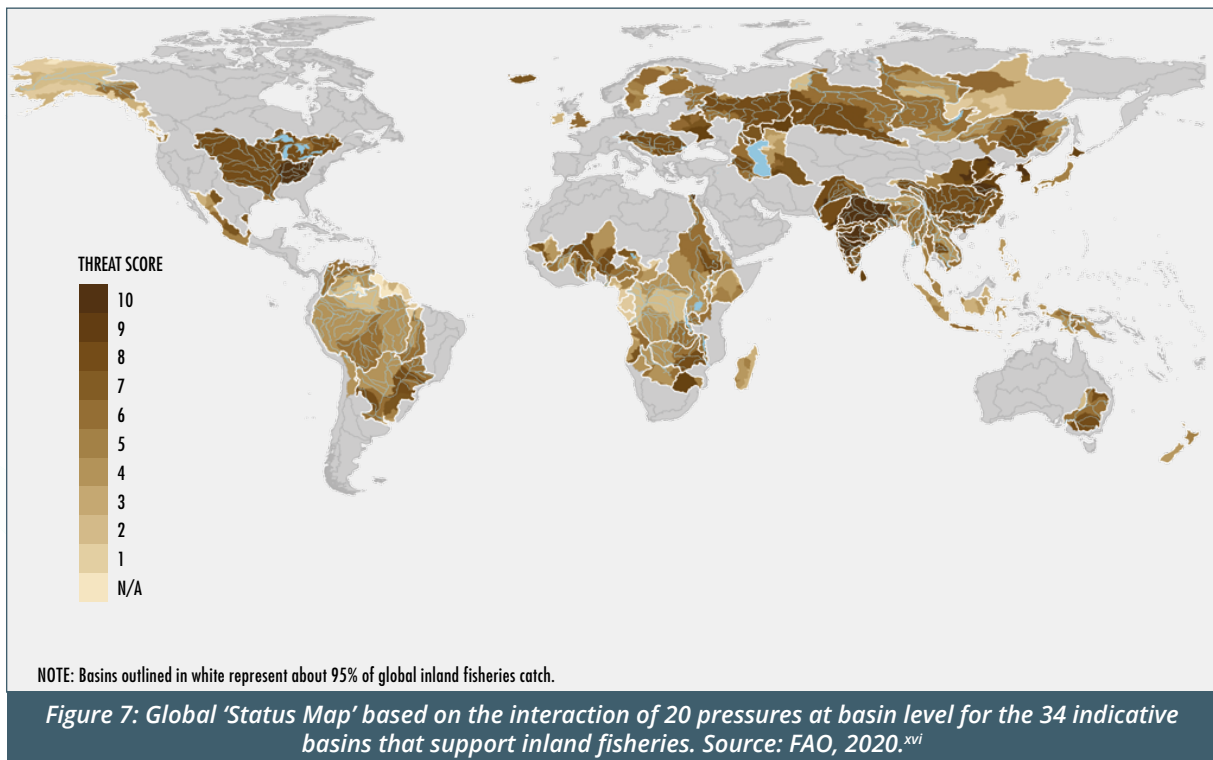 THREAT SCORE
10
9
8
7
6
5
4
3
2
1
N/A
NOTE: Basins outlined in white represent about 95% of global inland fisheries catch.
Figure 7: Global ‘Status Map’ based on the interaction of 20 pressures at basin level for the 34 indicative
basins that support inland fisheries. Source: FAO, 2020.xvi